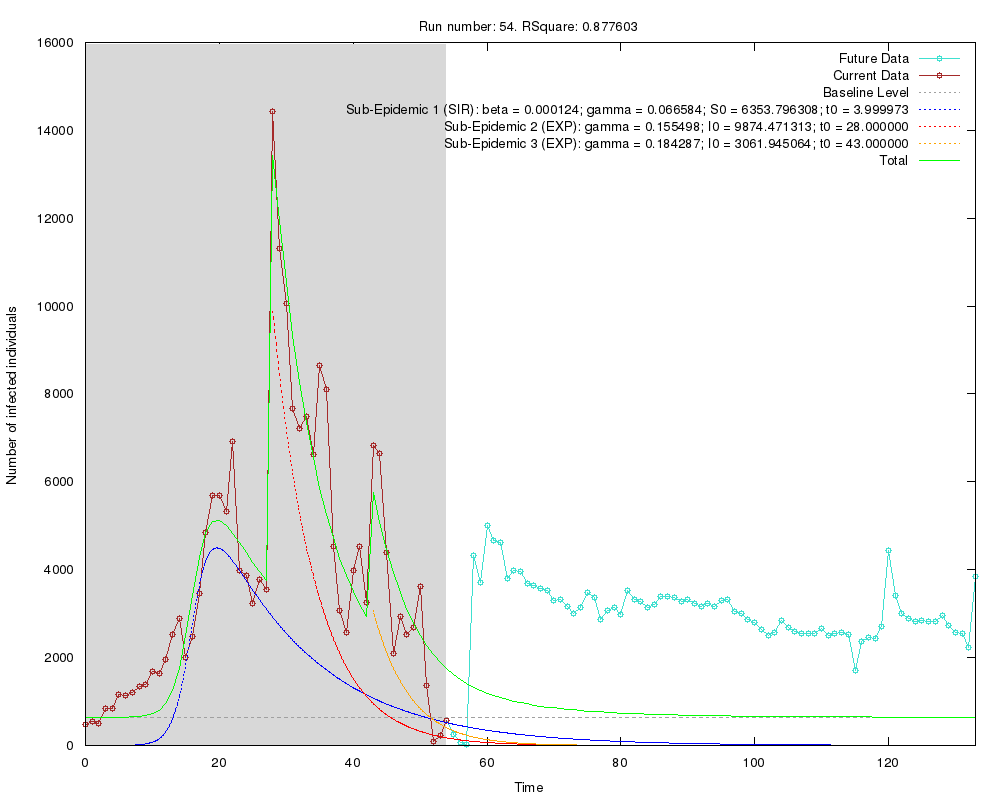 Run number: 54. RSquare: 0.877603
16000
14000
12000
10000
8000
6000
4000
2000
0
Number of infected individuals
Future Data
Current Data
Baseline Level
Sub-Epidemic 1 (SIR): beta = 0.000124; gamma = 0.066584; S0 = 6353.796308; t0 = 3.999973
Sub-Epidemic 2 (EXP): gamma = 0.155498; I0 = 9874.471313; t0 = 28.000000
Sub-Epidemic 3 (EXP): gamma = 0.184287; I0 = 3061.945064; t0 = 43.000000
Total
0 20 40 60 80 100 120
Time